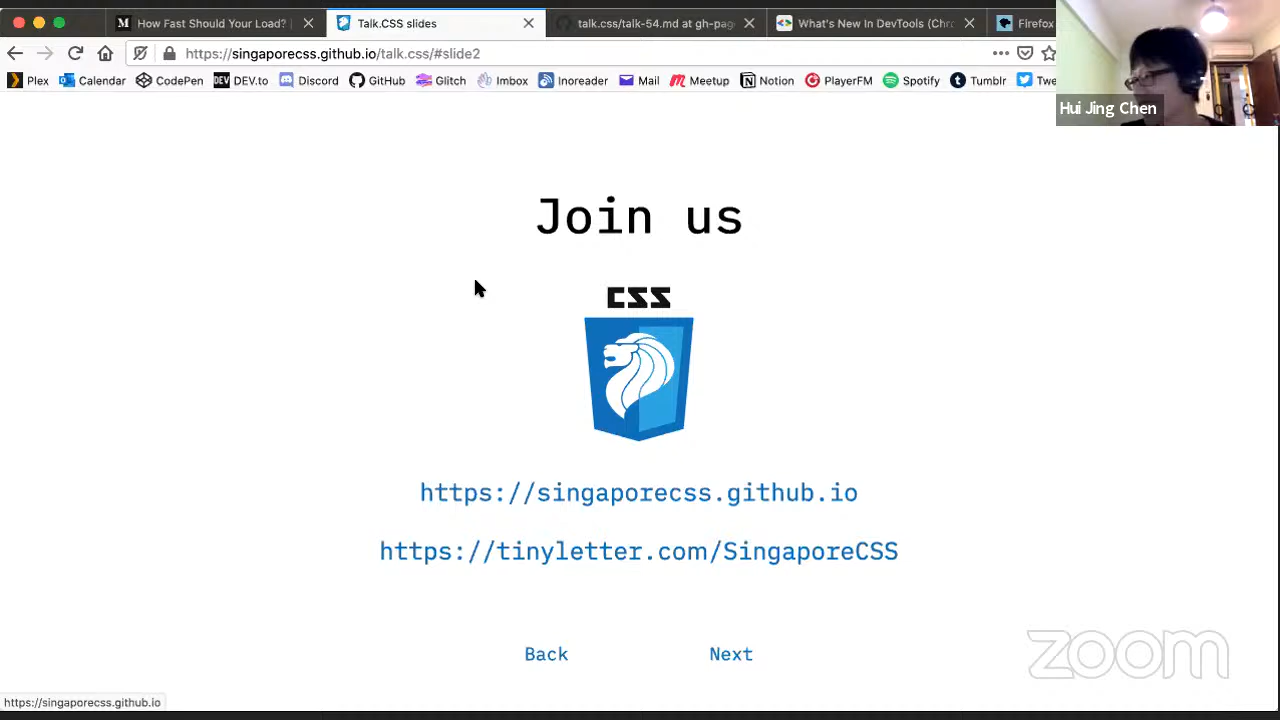 How Fast Should Your Load? |
Talk.CSS slides
talk.css/talk-54.md at gh-pag
What's New In DevTools (Chro
Firefox
https://singaporecss.github.io/talk.css/#slide2
Plex
Calendar
CodePen
DEV.to
Discord
GitHub
Glitch
Imbox
Inoreader
Mail
Meetup
Notion
PlayerFM
Spotify
Tumblr
Twe
Hui Jing Chen
Join us
CSS
https://singaporecss.github.io
https://tinyletter.com/SingaporeCSS
Back
Next
zoom
https://singaporecss.github.io